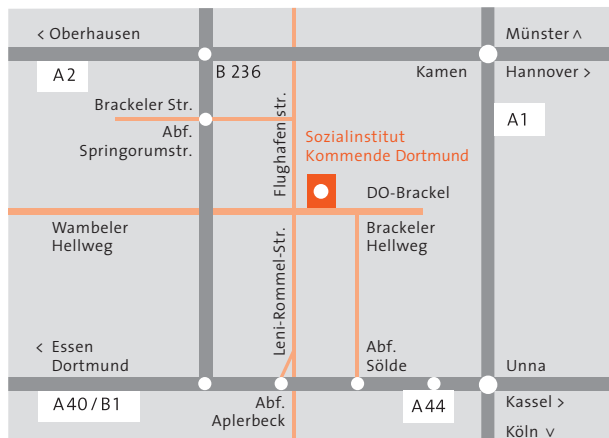 < Oberhausen
Münster ^
A2
B 236
Kamen
Hannover >
Brackeler Str.
Abf.
Springorumstr.
Flughafenstr.
A1
Sozialinstitut
Kommende Dortmund
DO-Brackel
Wambeler
Hellweg
Brackeler
Hellweg
Leni-Rommel-Str.
< Essen
Dortmund
Abf.
Sölde
Unna
A40/B1
Abf.
Aplerbeck
A44
Kassel >
Köln v